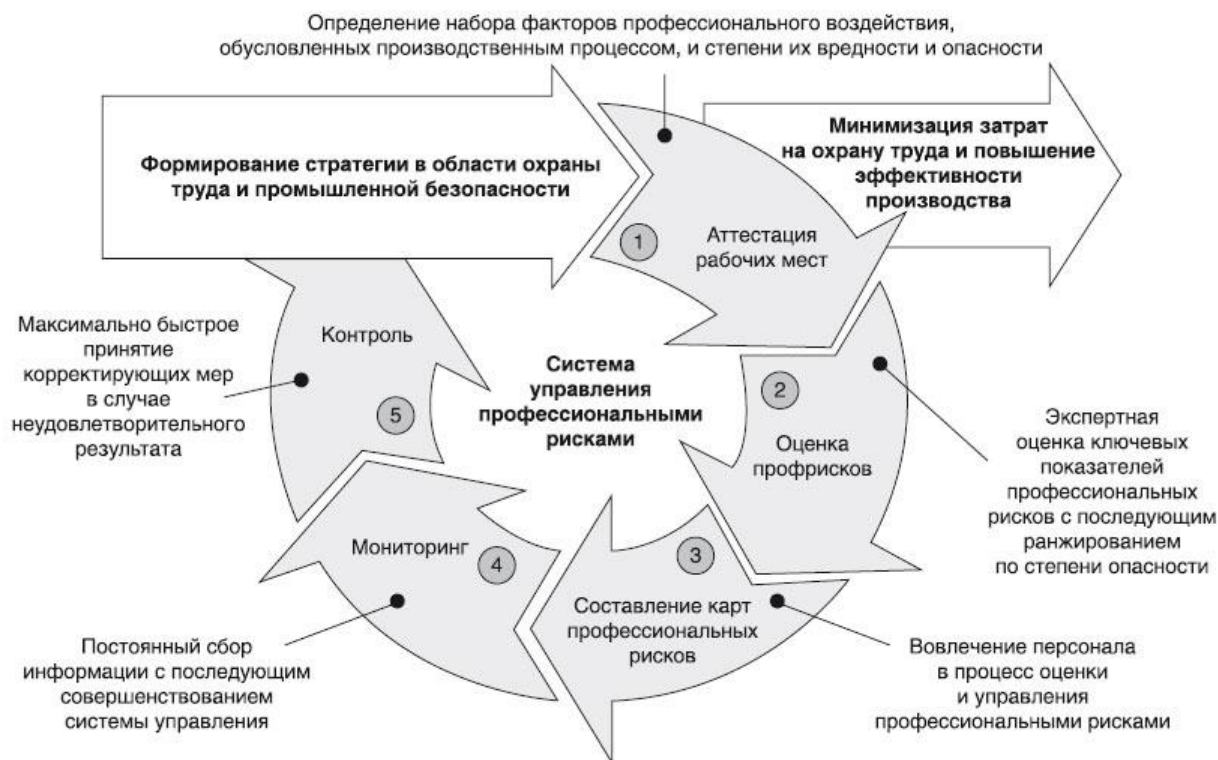 Определение набора факторов профессионального воздействия,
обусловленных производственным процессом, и степени их вредности и опасности
Формирование стратегии в области охраны
труда и промышленной безопасности
Минимизация затрат
на охрану труда и повышение
эффективности
производства
1
Аттестация
рабочих мест
Максимально быстрое
принятие
корректирующих мер
в случае
неудовлетворительного
результата
Контроль
5
Система
управления
профессиональными
рисками
2
Оценка
профрисков
Экспертная
оценка ключевых
показателей
профессиональных
рисков с последующим
ранжированием
по степени опасности
Мониторинг
4
3
Составление карт
профессиональных
рисков
Постоянный сбор
информации с последующим
совершенствованием
системы управления
Вовлечение персонала
в процесс оценки
и управления
профессиональными рисками